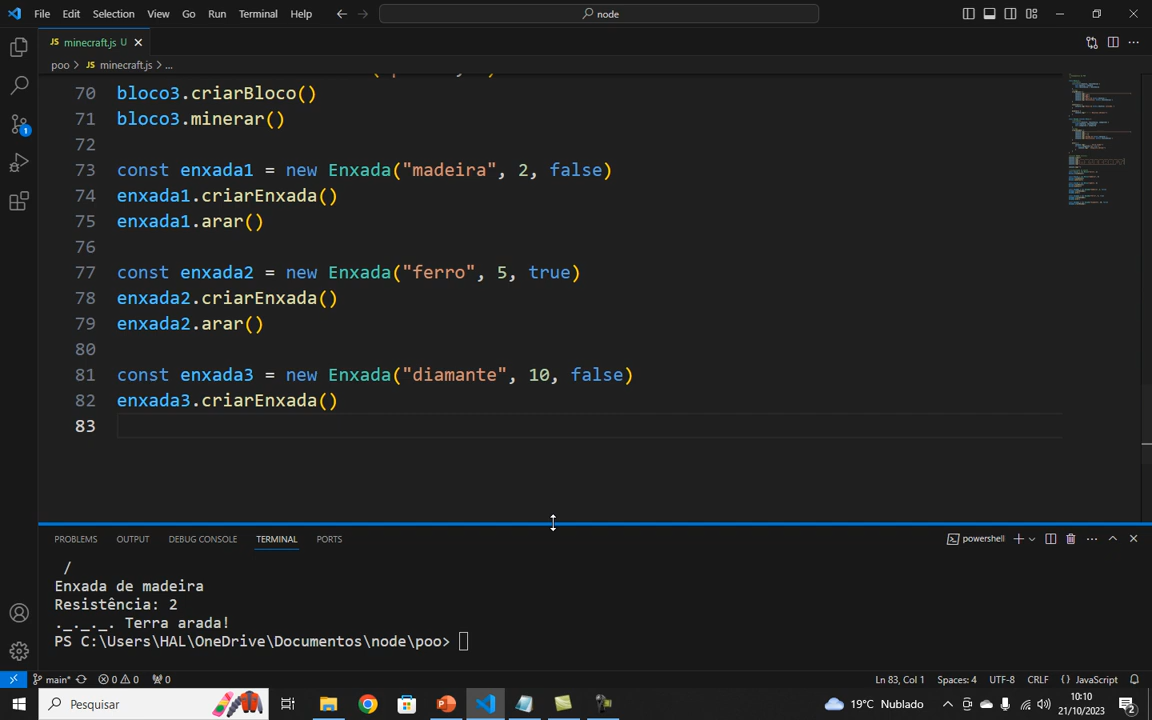 File Edit Selection View Go Run Terminal Help node
JS minecraft.js U
poo > JS minecraft.js > ...
70 bloco3.criarBloco()
71 bloco3.minerar()
72
73 const enxada1 = new Enxada("madeira", 2, false)
74 enxada1.criarEnxada()
75 enxada1.arar()
76
77 const enxada2 = new Enxada("ferro", 5, true)
78 enxada2.criarEnxada()
79 enxada2.arar()
80
81 const enxada3 = new Enxada("diamante", 10, false)
82 enxada3.criarEnxada()
83
PROBLEMS OUTPUT DEBUG CONSOLE TERMINAL PORTS powershell
/
Enxada de madeira
Resistência: 2
._._._. Terra arada!
PS C:\Users\HAL\OneDrive\Documentos\node\poo>
main* 0 0 0 Ln 83, Col 1 Spaces: 4 UTF-8 CRLF {} JavaScript
Pesquisar 19°C Nublado 10:10
21/10/2023 2